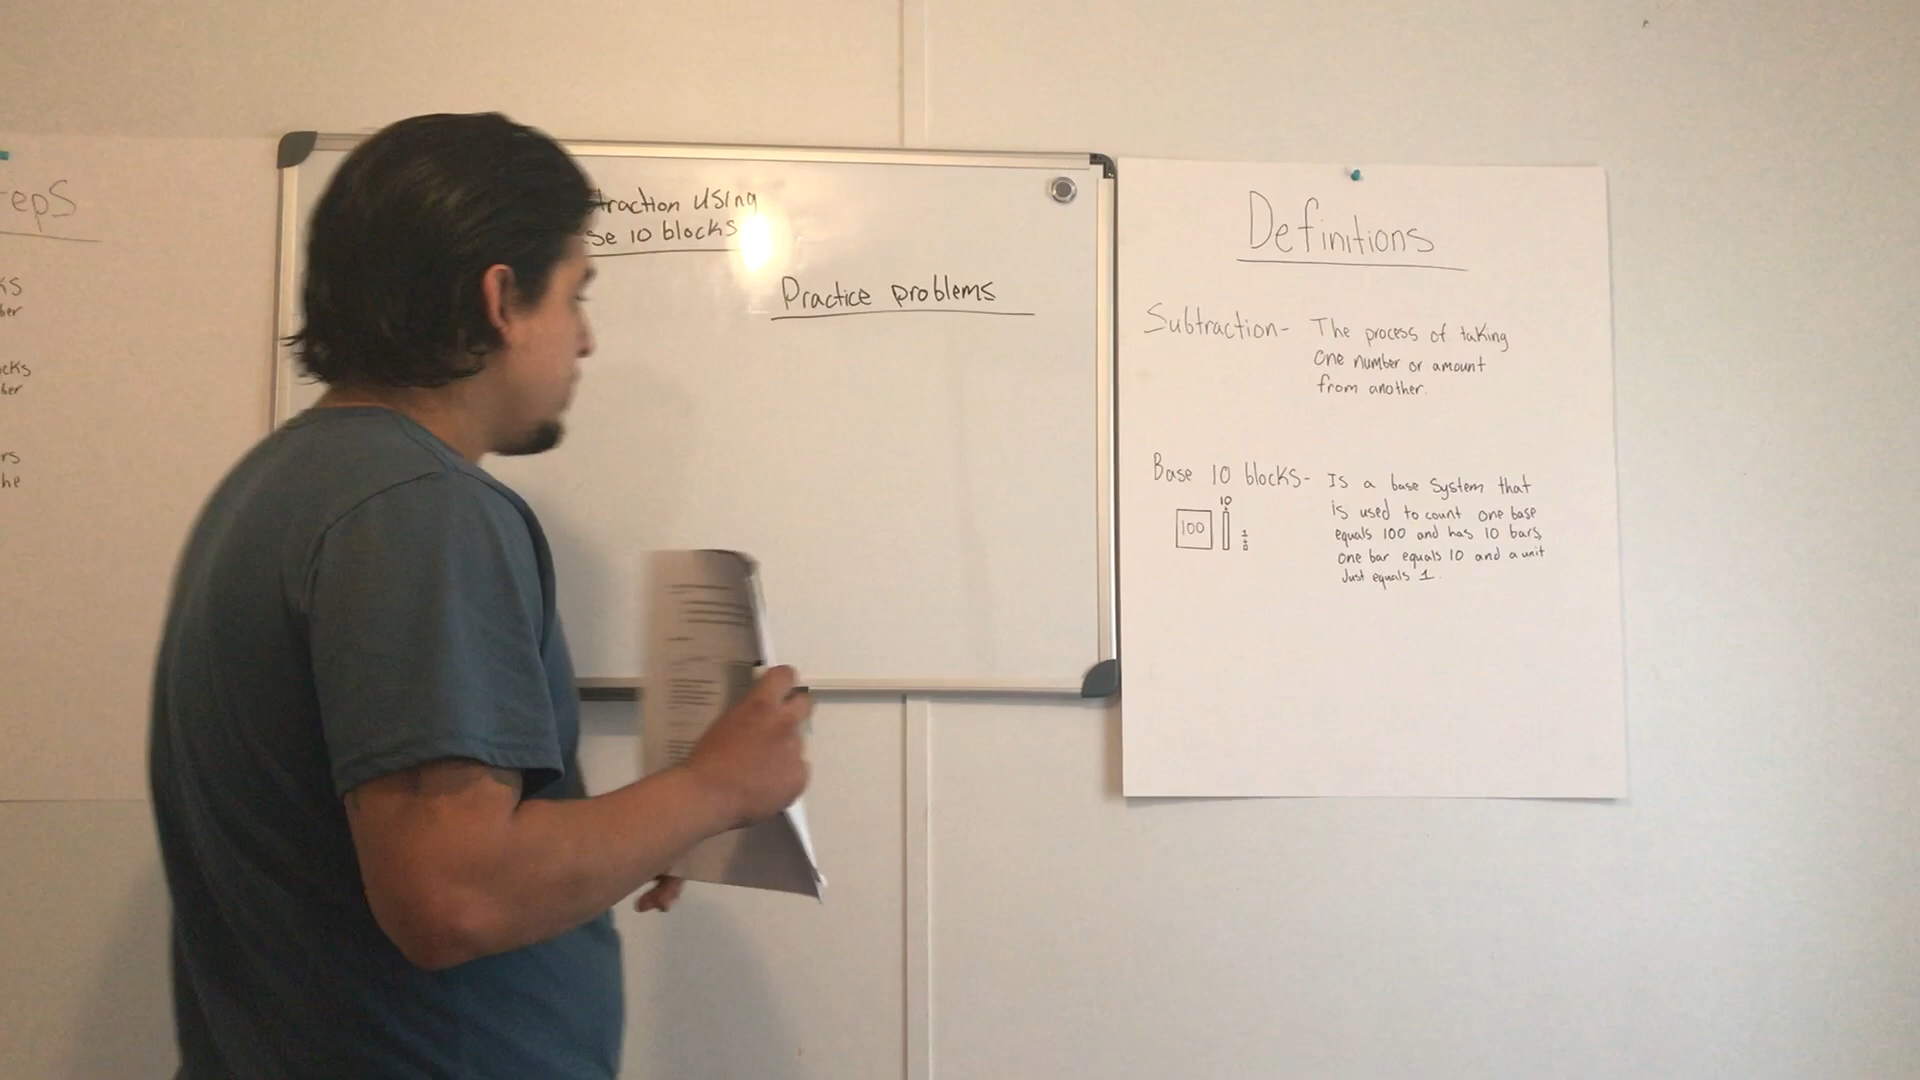 epS
ks
ber
cks
ber
rs
he
traction Using
se 10 blocks
Practice problems
Definitions
Subtraction- The process of taking
one number or amount
from another.
Base 10 blocks- Is a base System that
is used to count one base
equals 100 and has 10 bars,
one bar equals 10 and a unit
Just equals 1.
10
100
1